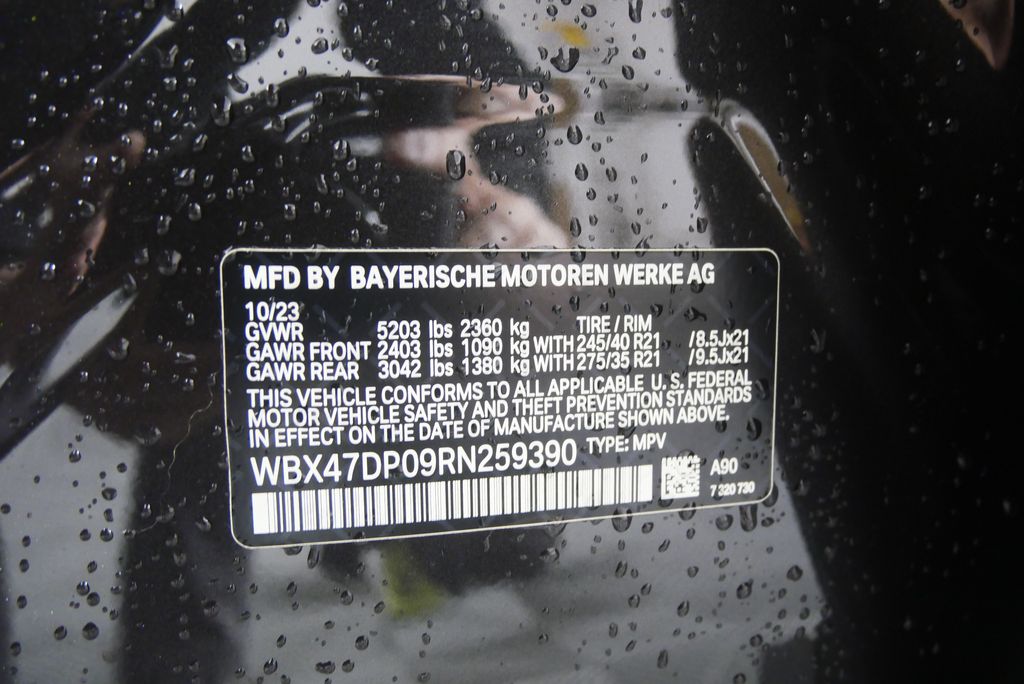 MFD BY BAYERISCHE MOTOREN WERKE AG
10/23
GVWR 5203 lbs 2360 kg TIRE / RIM
GAWR FRONT 2403 lbs 1090 kg WITH 245/40 R21 /8.5Jx21
GAWR REAR 3042 lbs 1380 kg WITH 275/35 R21 /9.5Jx21
THIS VEHICLE CONFORMS TO ALL APPLICABLE U. S. FEDERAL
MOTOR VEHICLE SAFETY AND THEFT PREVENTION STANDARDS
IN EFFECT ON THE DATE OF MANUFACTURE SHOWN ABOVE.
WBX47DP09RN259390 TYPE: MPV
A90
7 320 730